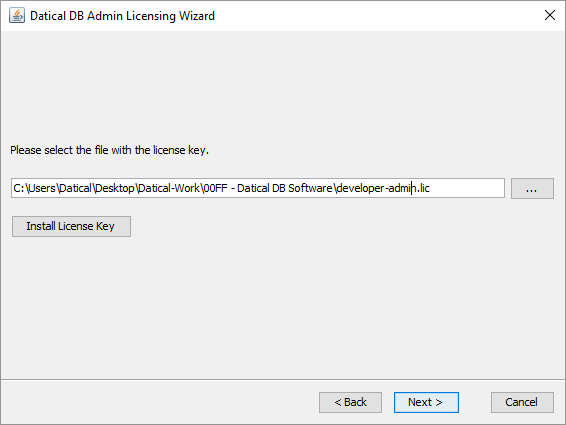 Datical DB Admin Licensing Wizard
Please select the file with the license key.
C:\Users\Datical\Desktop\Datical-Work\00FF - Datical DB Software\developer-admin.lic
...
Install License Key
< Back
Next >
Cancel